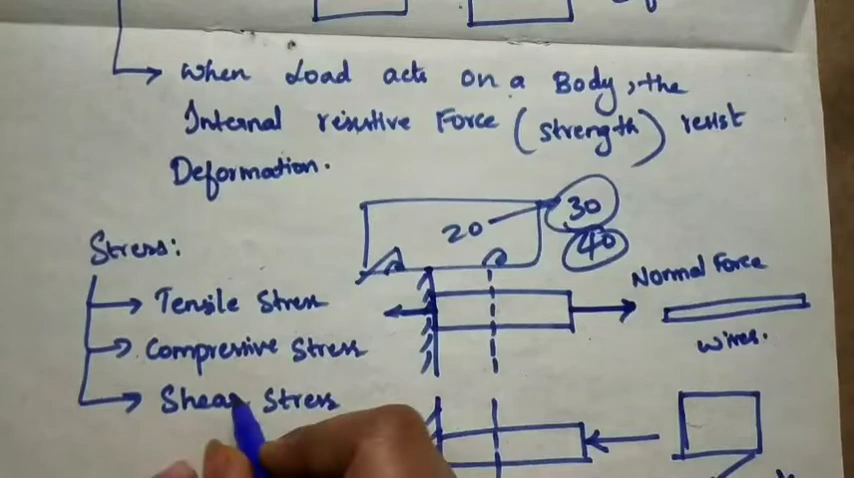 When Load acts on a Body, the
Internal resistive Force (strength) resist
Deformation.
20 30
40
Stress:
Normal Force
Tensile Stress
wires.
Compressive Stress
Shear Stress